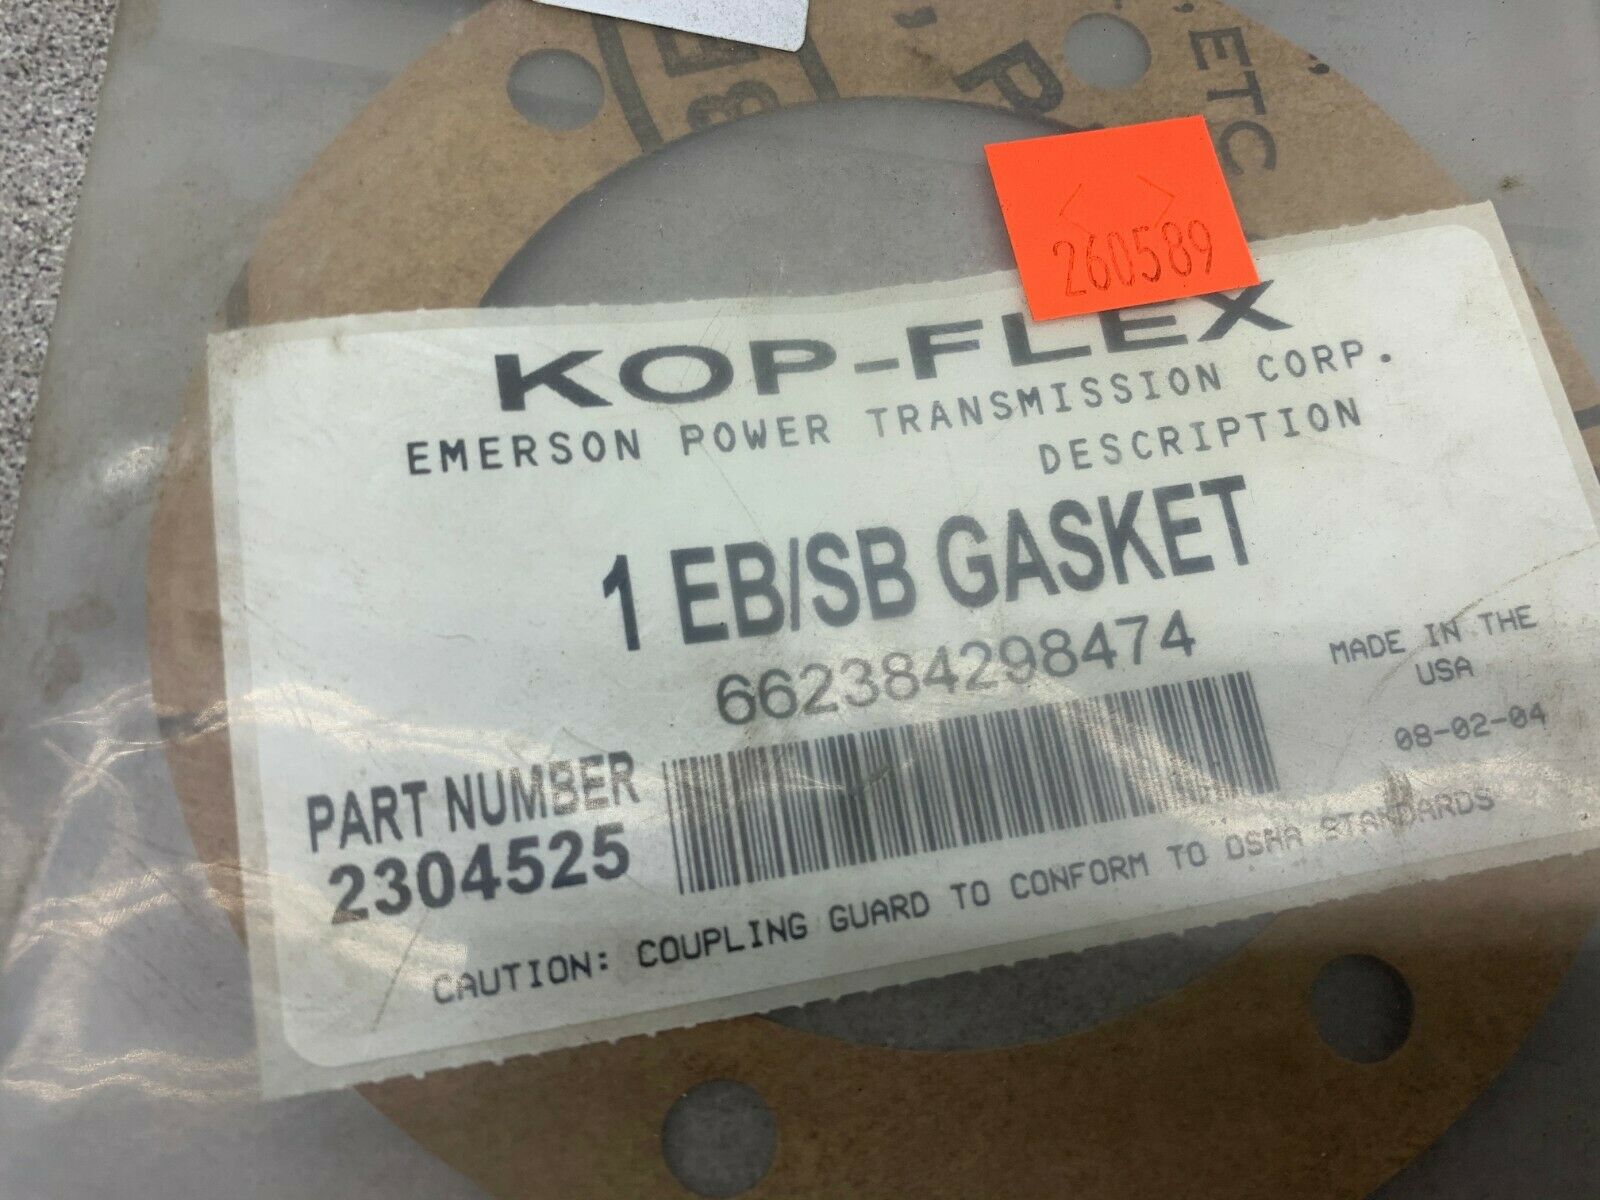 ETC
P
260589
KOP-FLEX
EMERSON POWER TRANSMISSION CORP.
DESCRIPTION
1 EB/SB GASKET
662384298474
MADE IN THE
USA
08-02-04
PART NUMBER
2304525
CAUTION: COUPLING GUARD TO CONFORM TO OSHA STANDARDS